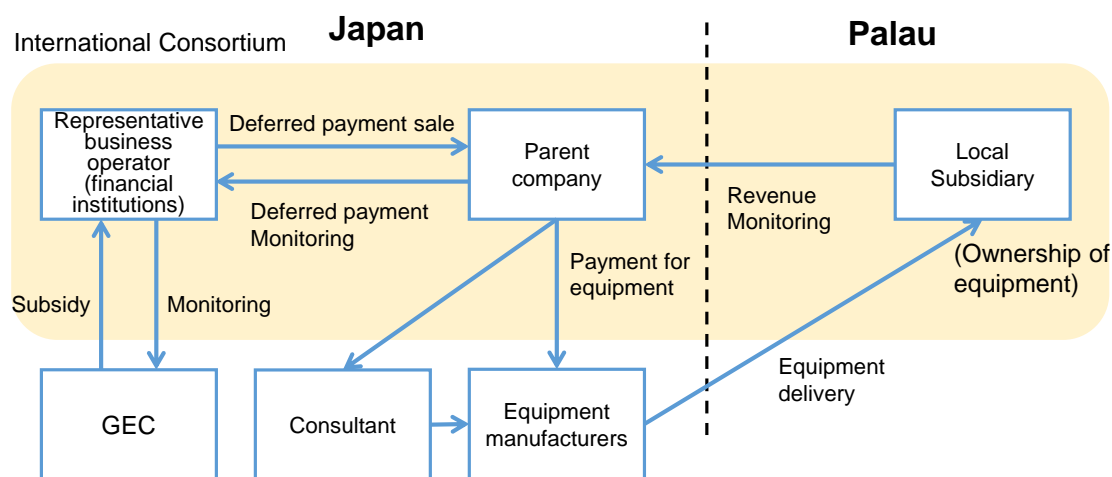 International Consortium
Japan
Palau
Representative
business
operator
(financial
institutions)
Deferred payment sale
Parent
company
Local
Subsidiary
Deferred payment
Monitoring
Revenue
Monitoring
(Ownership of
equipment)
Subsidy
Monitoring
Payment for
equipment
Equipment
delivery
GEC
Consultant
Equipment
manufacturers